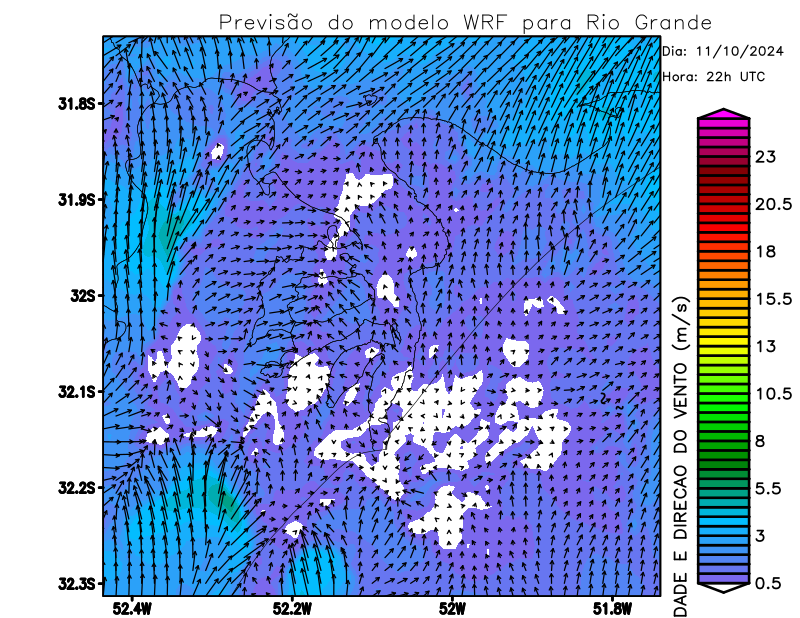 Previsão do modelo WRF para Rio Grande
Dia: 11/10/2024
Hora: 22h UTC
31.8S
31.9S
32S
32.1S
32.2S
32.3S
52.4W
52.2W
52W
51.8W
23
20.5
18
15.5
13
10.5
8
5.5
3
0.5
DADE E DIRECAO DO VENTO (m/s)